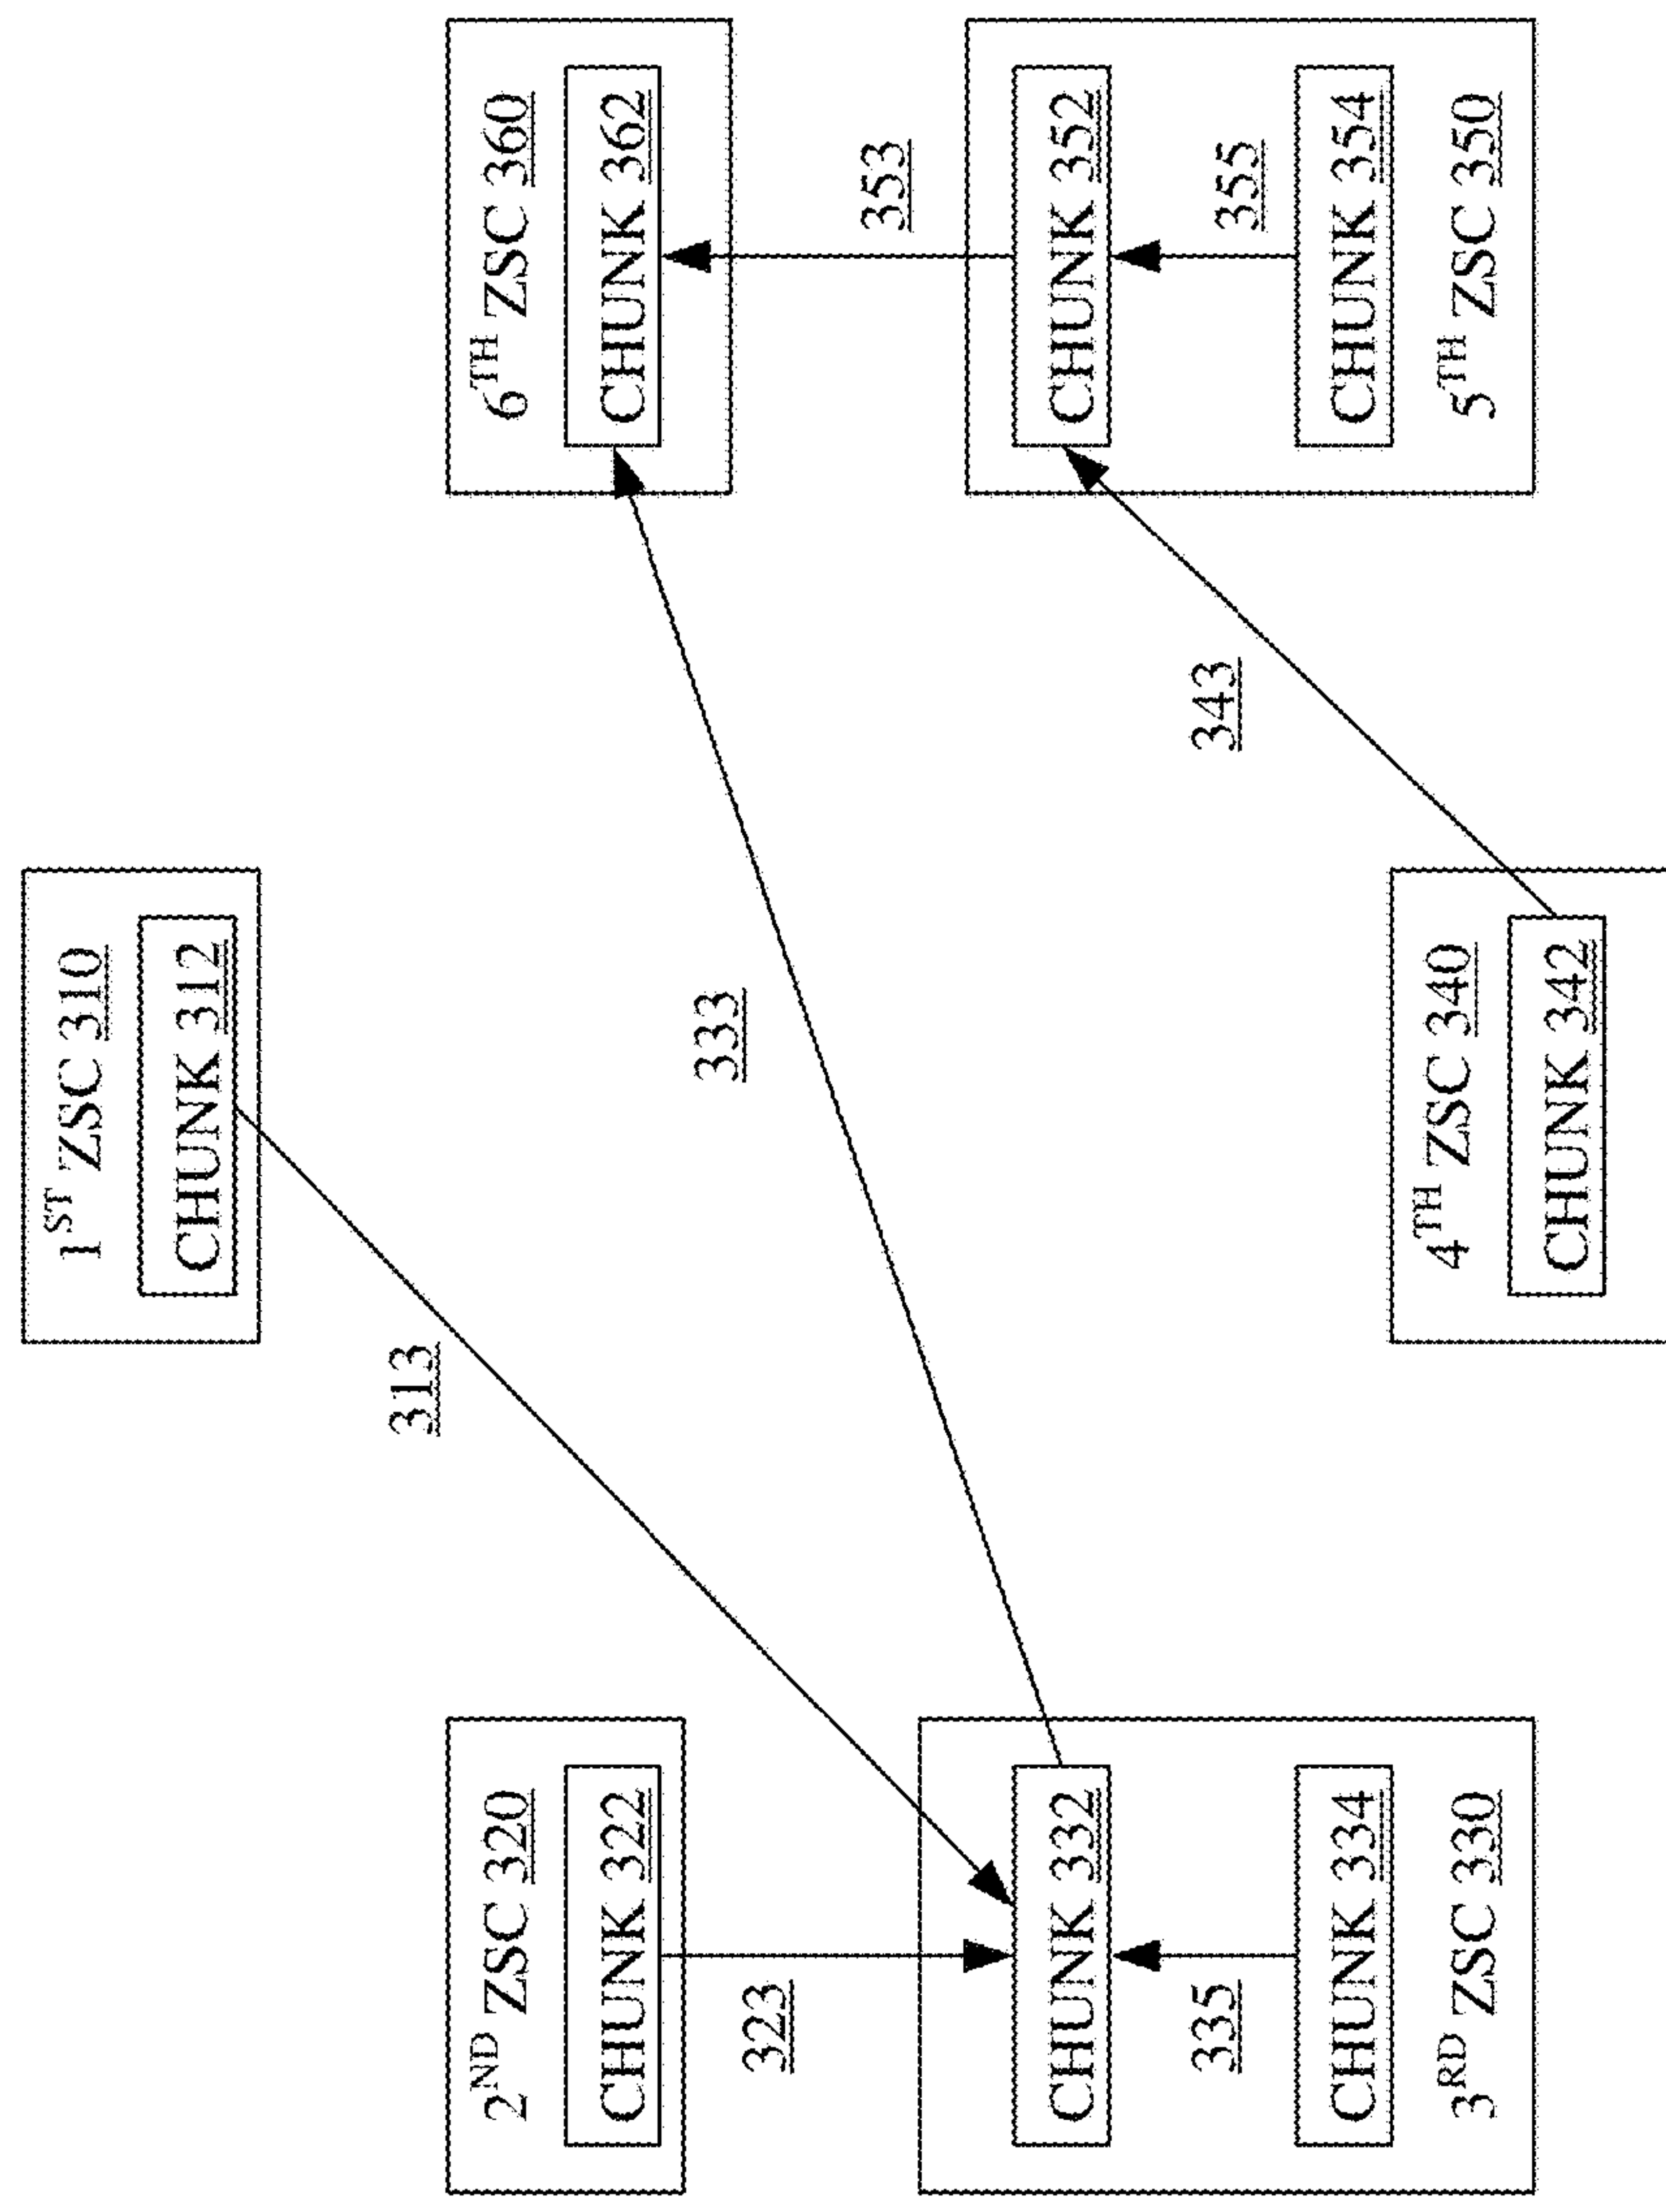 1ST ZSC 310
CHUNK 312
313
2ND ZSC 320
CHUNK 322
323
CHUNK 332
335
CHUNK 334
3RD ZSC 330
333
4TH ZSC 340
CHUNK 342
343
6TH ZSC 360
CHUNK 362
353
CHUNK 352
355
CHUNK 354
5TH ZSC 350